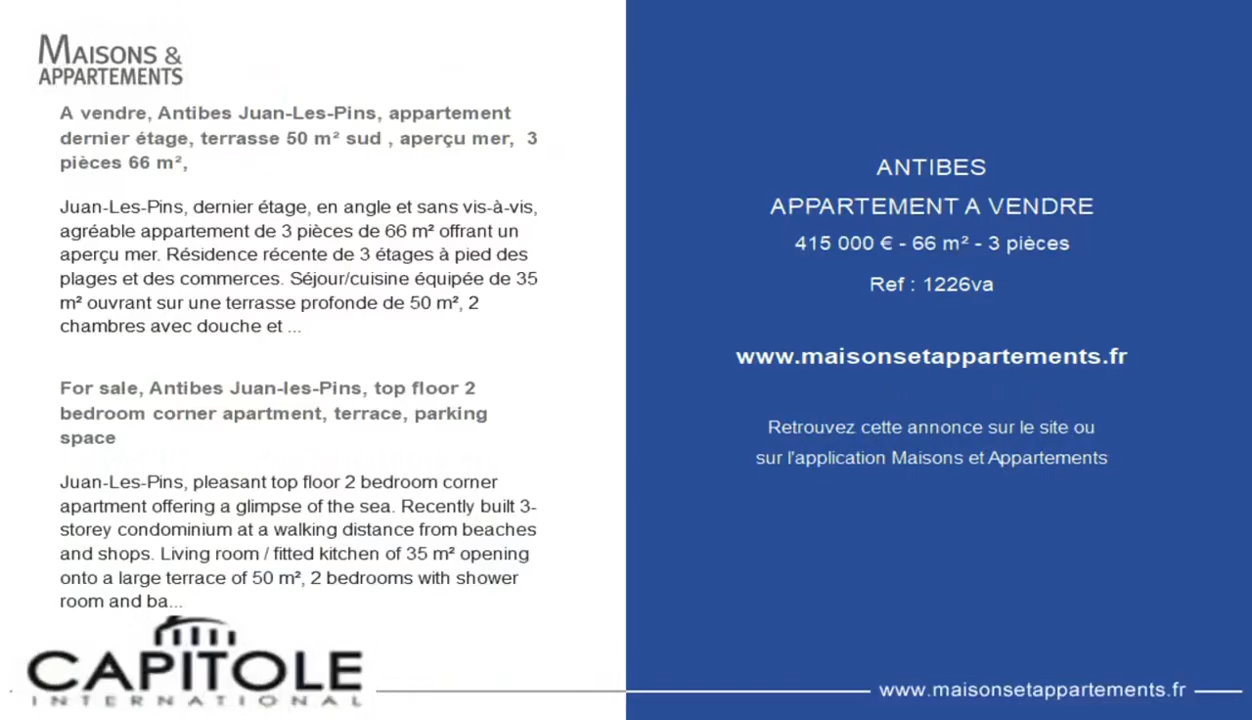 MAISONS &
APPARTEMENTS
A vendre, Antibes Juan-Les-Pins, appartement
dernier étage, terrasse 50 m² sud , aperçu mer, 3
pièces 66 m²,
Juan-Les-Pins, dernier étage, en angle et sans vis-à-vis,
agréable appartement de 3 pièces de 66 m² offrant un
aperçu mer. Résidence récente de 3 étages à pied des
plages et des commerces. Séjour/cuisine équipée de 35
m² ouvrant sur une terrasse profonde de 50 m², 2
chambres avec douche et ...
For sale, Antibes Juan-les-Pins, top floor 2
bedroom corner apartment, terrace, parking
space
Juan-Les-Pins, pleasant top floor 2 bedroom corner
apartment offering a glimpse of the sea. Recently built 3-
storey condominium at a walking distance from beaches
and shops. Living room / fitted kitchen of 35 m² opening
onto a large terrace of 50 m², 2 bedrooms with shower
room and ba...
CAPITOLE
INTERNATIONAL
ANTIBES
APPARTEMENT A VENDRE
415 000 € - 66 m² - 3 pièces
Ref : 1226va
www.maisonsetappartements.fr
Retrouvez cette annonce sur le site ou
sur l'application Maisons et Appartements
www.maisonsetappartements.fr